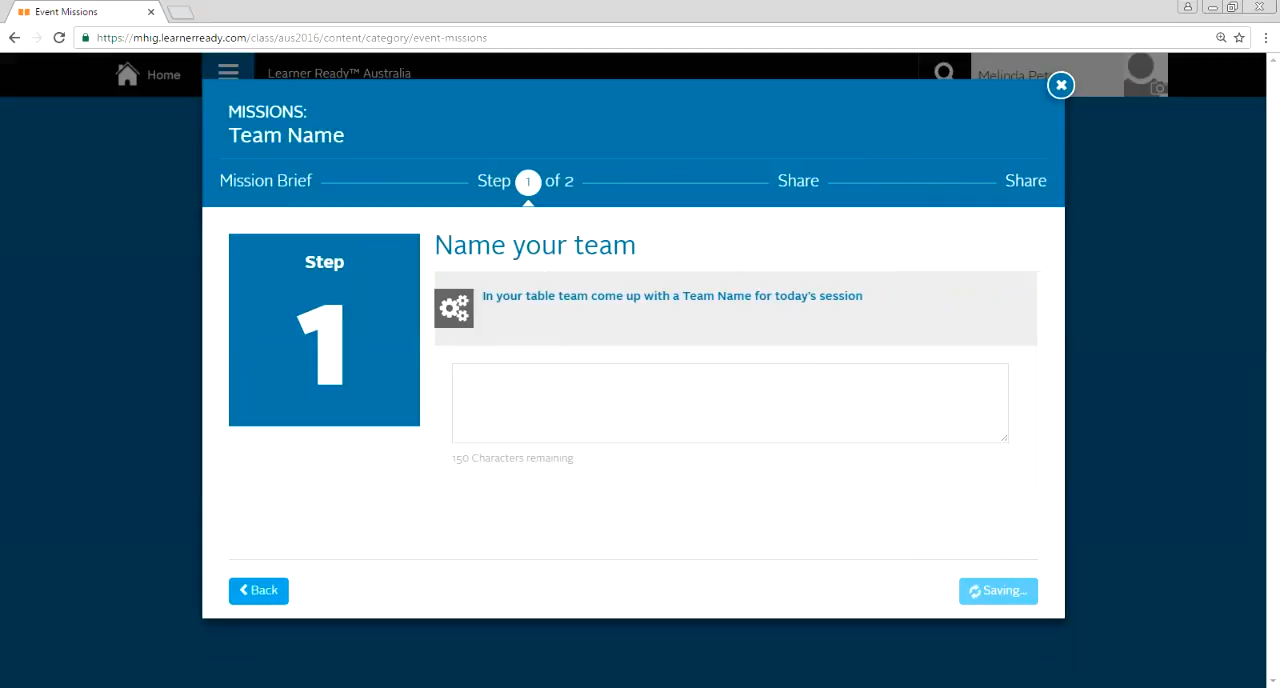 Event Missions
https://mhig.learnerready.com/class/aus2016/content/category/event-missions
Home
Learner Ready™ Australia
Melinda Pet
MISSIONS:
Team Name
Mission Brief
Step 1 of 2
Share
Share
Step
1
Name your team
In your table team come up with a Team Name for today's session
150 Characters remaining
Back
Saving...